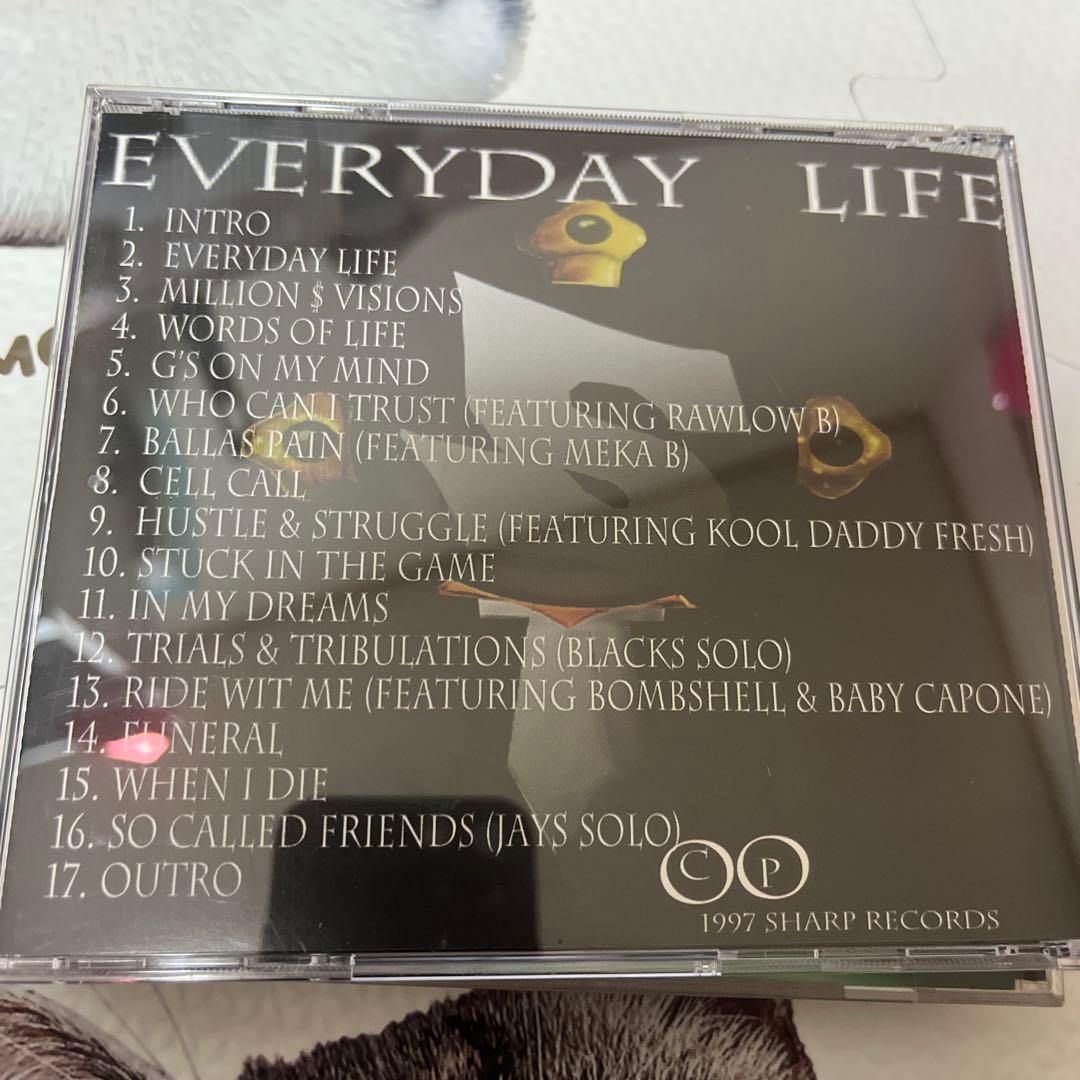 EVERYDAY LIFE
1. INTRO
2. EVERYDAY LIFE
3. MILLION $ VISIONS
4. WORDS OF LIFE
5. G'S ON MY MIND
6. WHO CAN I TRUST (FEATURING RAWLOW B)
7. BALLAS PAIN (FEATURING MEKA B)
8. CELL CALL
9. HUSTLE & STRUGGLE (FEATURING KOOL DADDY FRESH)
10. STUCK IN THE GAME
11. IN MY DREAMS
12. TRIALS & TRIBULATIONS (BLACKS SOLO)
13. RIDE WIT ME (FEATURING BOMBSHELL & BABY CAPONE)
14. FUNERAL
15. WHEN I DIE
16. SO CALLED FRIENDS (JAYS SOLO)
17. OUTRO
C P
1997 SHARP RECORDS